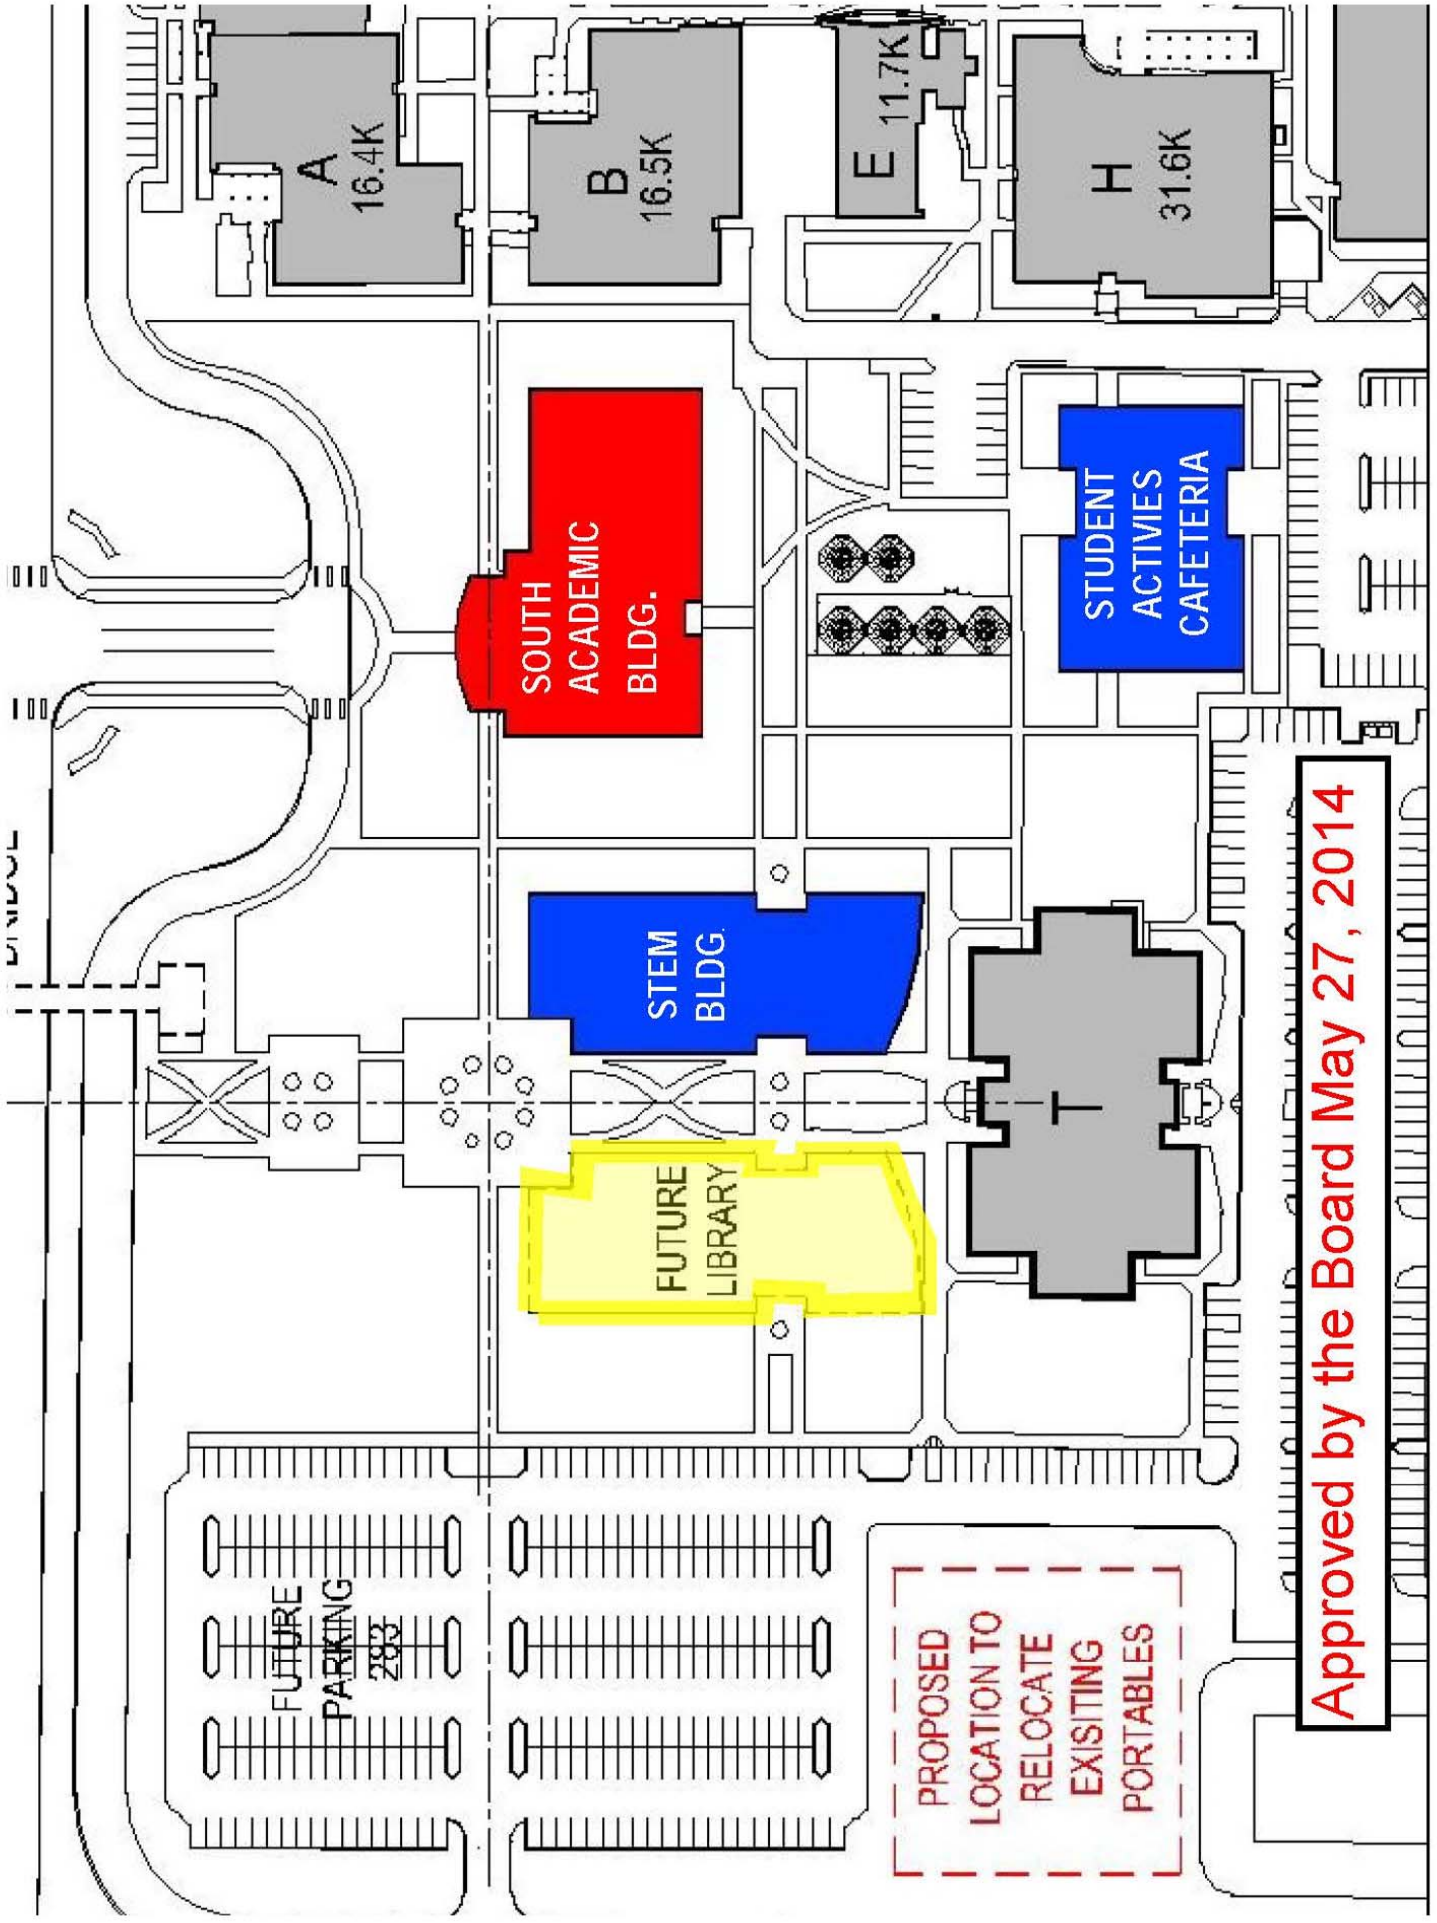 A
16.4K
B
16.5K
E
11.7K
H
31.6K
SOUTH
ACADEMIC
BLDG.
STUDENT
ACTIVIES
CAFETERIA
STEM
BLDG.
FUTURE
LIBRARY
T
FUTURE
PARKING
283
PROPOSED
LOCATION TO
RELOCATE
EXISITING
PORTABLES
Approved by the Board May 27, 2014